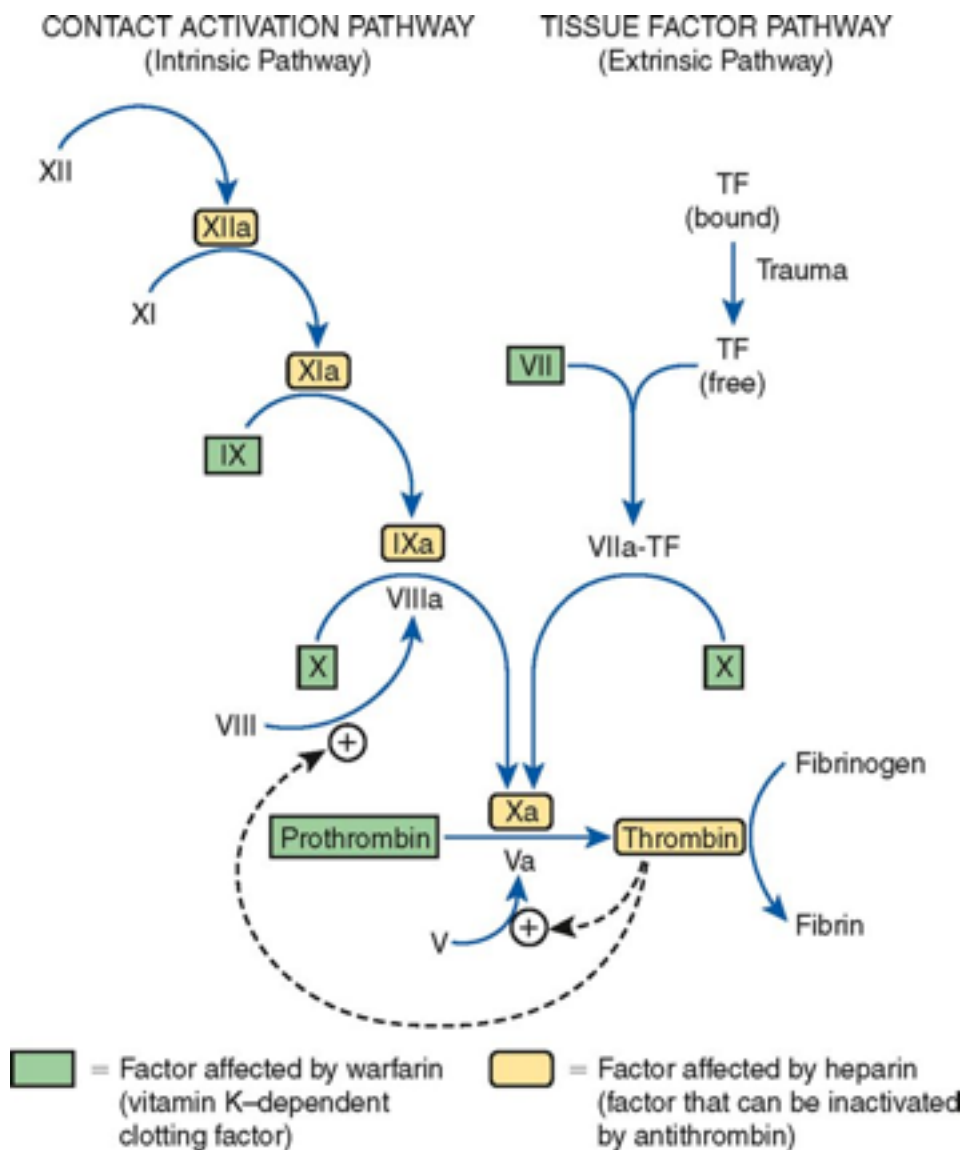 CONTACT ACTIVATION PATHWAY
(Intrinsic Pathway)
TISSUE FACTOR PATHWAY
(Extrinsic Pathway)
XII
XIIa
XI
XIa
IX
IXa
VIIIa
X
VIII
+
TF
(bound)
Trauma
TF
(free)
VII
VIIa-TF
X
Xa
Prothrombin
Va
V
+
Thrombin
Fibrinogen
Fibrin
= Factor affected by warfarin
(vitamin K–dependent
clotting factor)
= Factor affected by heparin
(factor that can be inactivated
by antithrombin)